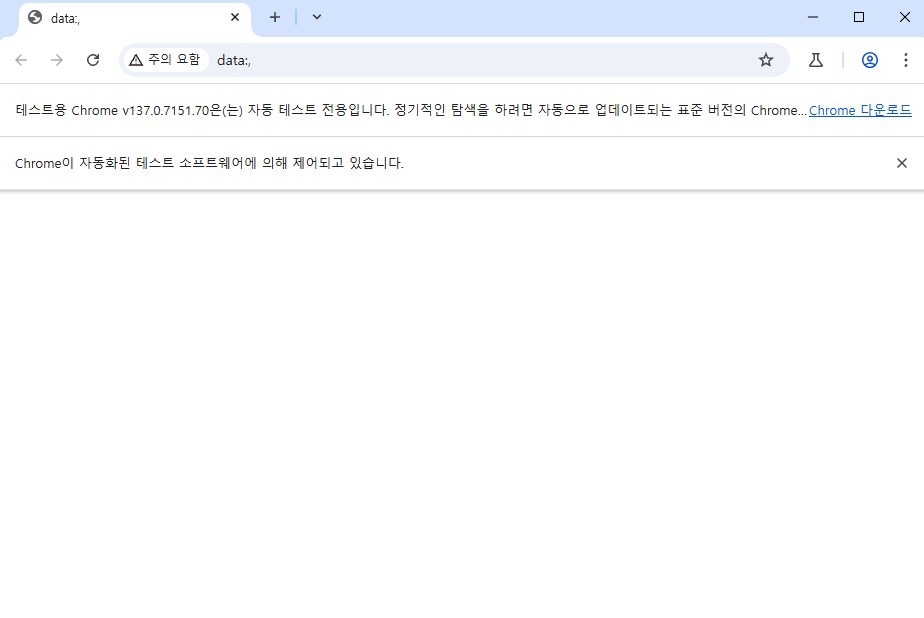 data:,
주의 요함 data:,
테스트용 Chrome v137.0.7151.70은(는) 자동 테스트 전용입니다. 정기적인 탐색을 하려면 자동으로 업데이트되는 표준 버전의 Chrome... Chrome 다운로드
Chrome이 자동화된 테스트 소프트웨어에 의해 제어되고 있습니다.